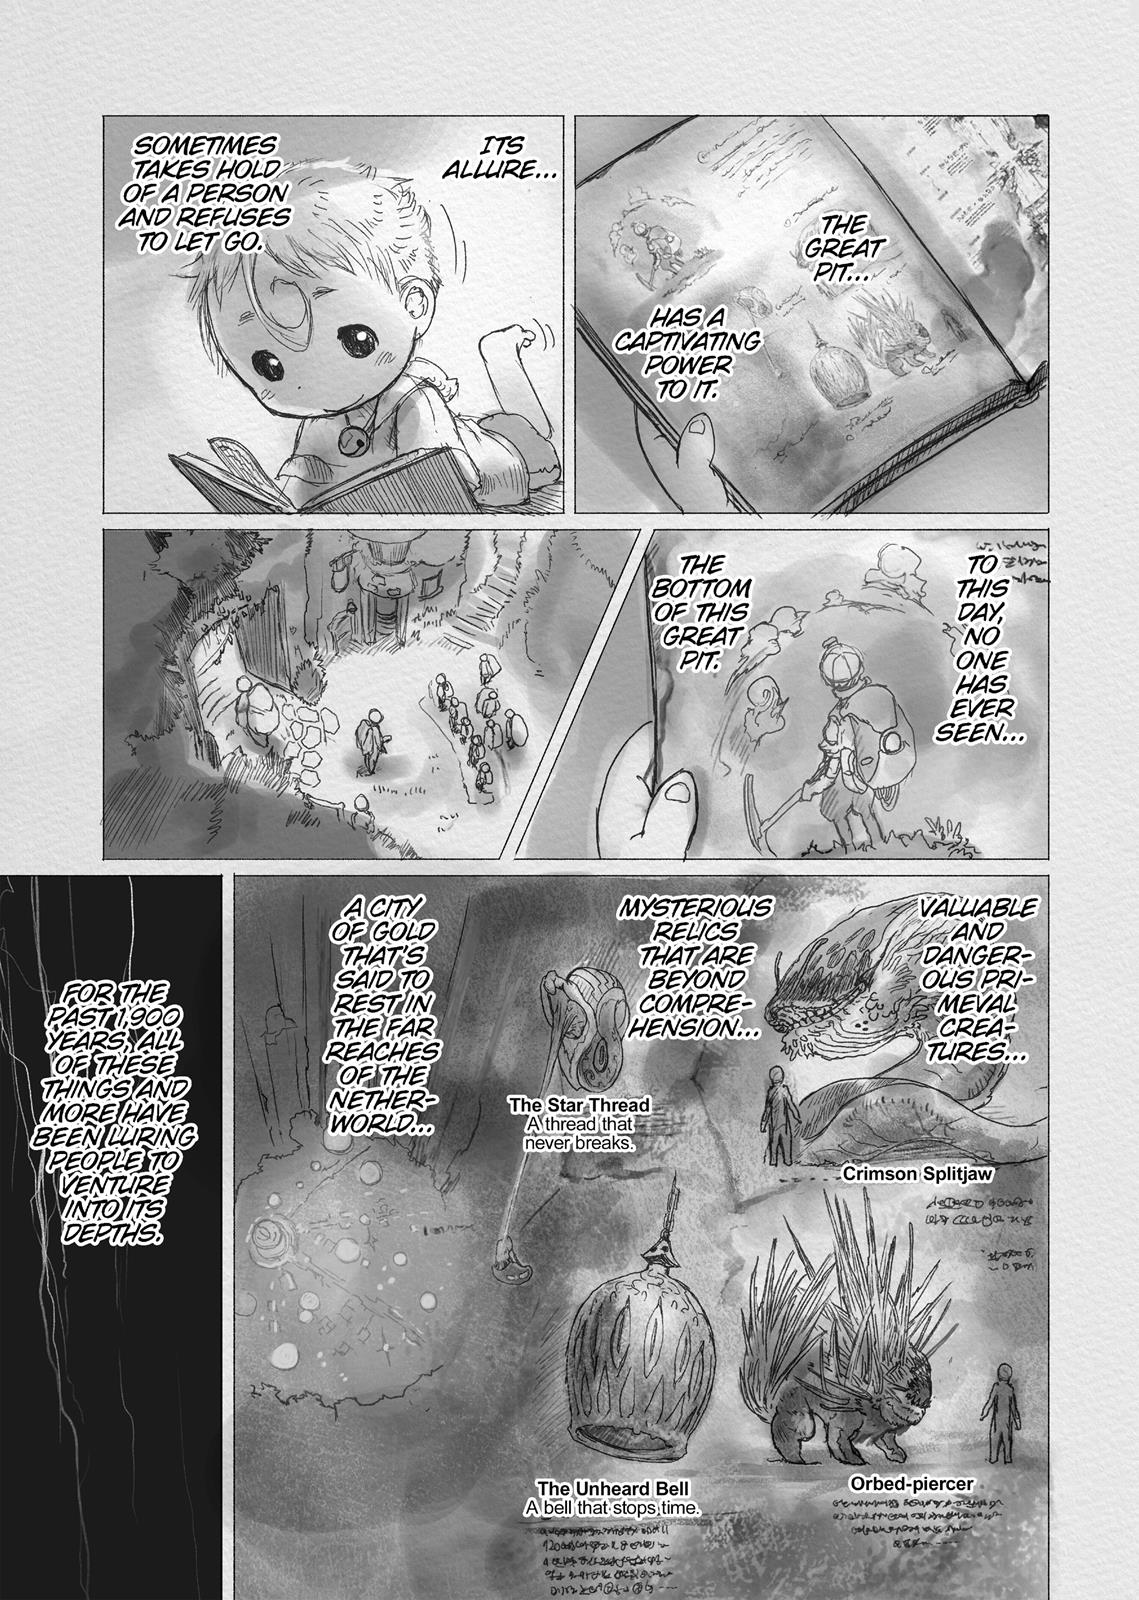 THE
GREAT
PIT...
HAS A
CAPTIVATING
POWER
TO IT.
ITS
ALLURE...
SOMETIMES
TAKES HOLD
OF A PERSON
AND REFUSES
TO LET GO.
TO
THIS
DAY,
NO
ONE
HAS
EVER
SEEN...
THE
BOTTOM
OF THIS
GREAT
PIT.
VALUABLE
AND
DANGER-
OUS PRI-
MEVAL
CREA-
TURES...
Crimson Splitjaw
Orbed-piercer
MYSTERIOUS
RELICS
THAT ARE
BEYOND
COMPRE-
HENSION...
The Star Thread
A thread that
never breaks.
The Unheard Bell
A bell that stops time.
A CITY
OF GOLD
THAT'S
SAID TO
REST IN
THE FAR
REACHES
OF THE
NETHER-
WORLD...
FOR THE
PAST 1,900
YEARS, ALL
OF THESE
THINGS AND
MORE HAVE
BEEN LURING
PEOPLE TO
VENTURE
INTO ITS
DEPTHS.